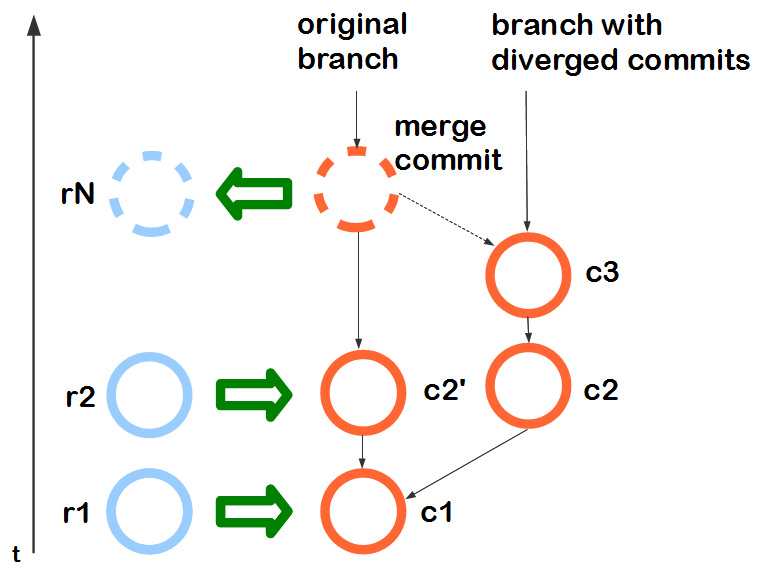 original
branch
branch with
diverged commits
merge
commit
rN
c3
r2
c2'
c2
r1
c1
t